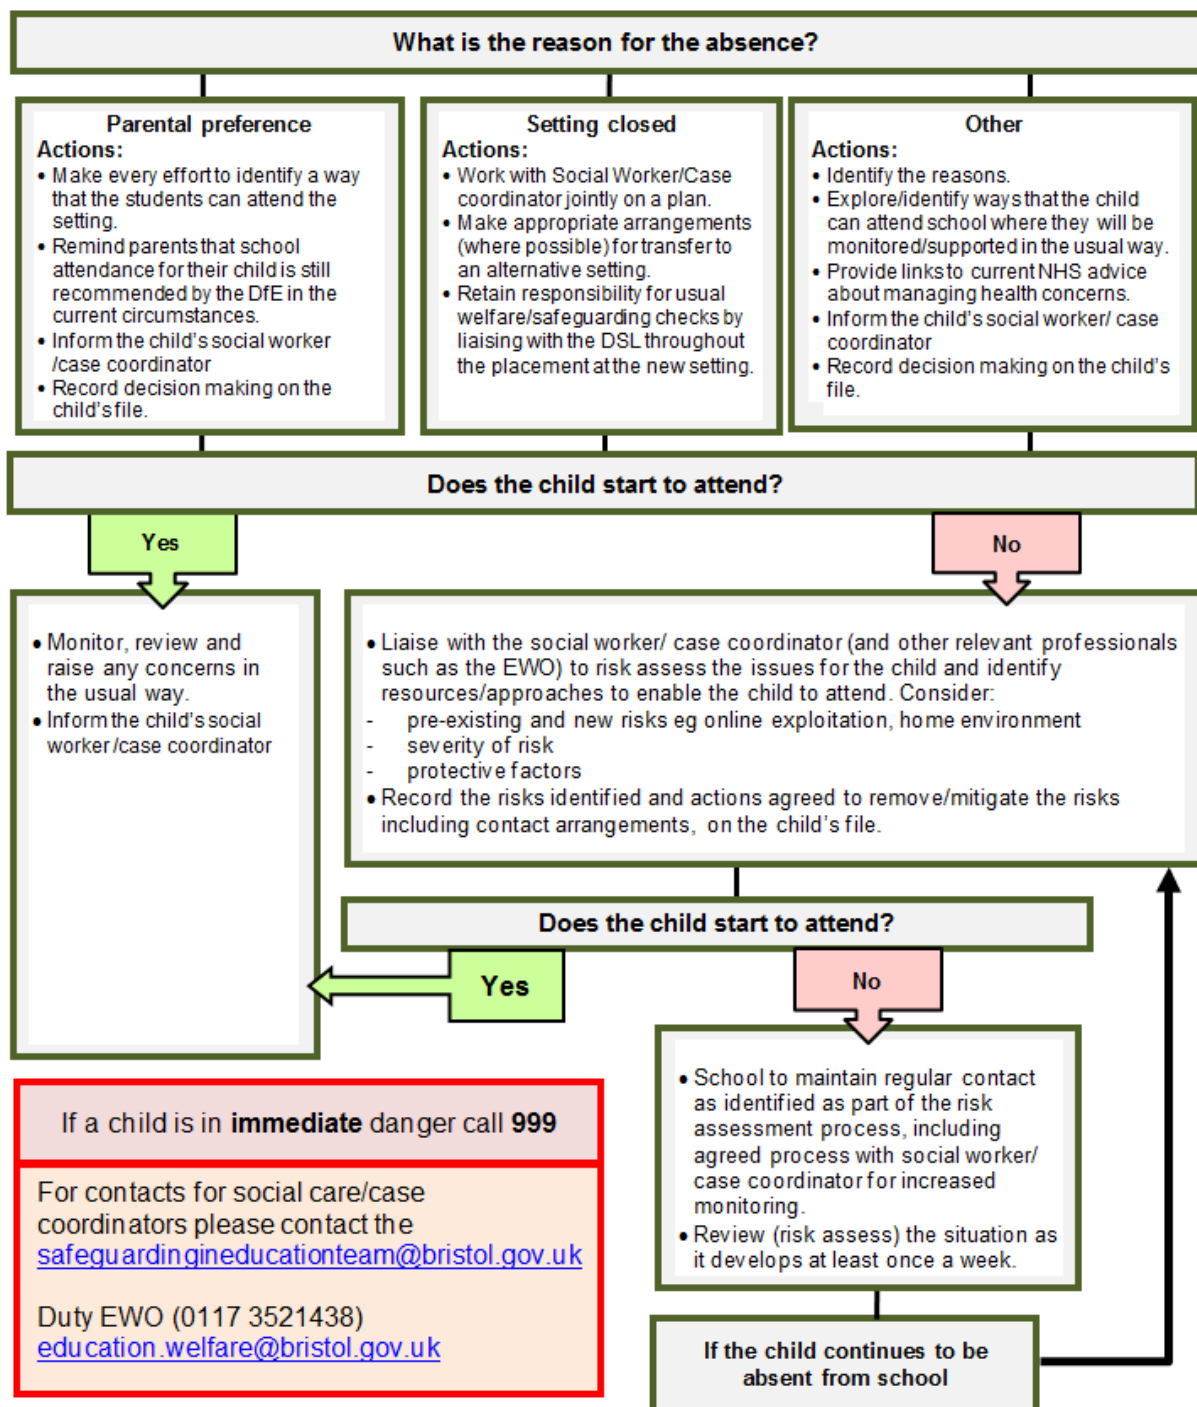 What is the reason for the absence?
Parental preference
Actions:
• Make every effort to identify a way
that the students can attend the
setting.
• Remind parents that school
attendance for their child is still
recommended by the DfE in the
current circumstances.
• Inform the child's social worker
/case coordinator
• Record decision making on the
child's file.
Setting closed
Actions:
• Work with Social Worker/Case
coordinator jointly on a plan.
• Make appropriate arrangements
(where possible) for transfer to
an alternative setting.
• Retain responsibility for usual
welfare/safeguarding checks by
liaising with the DSL throughout
the placement at the new setting.
Other
Actions:
• Identify the reasons.
• Explore/identify ways that the child
can attend school where they will be
monitored/supported in the usual way.
• Provide links to current NHS advice
about managing health concerns.
• Inform the child's social worker/ case
coordinator
• Record decision making on the child's
file.
Does the child start to attend?
Yes
No
• Monitor, review and
raise any concerns in
the usual way.
• Inform the child's social
worker/case coordinator
• Liaise with the social worker/ case coordinator (and other relevant professionals
such as the EWO) to risk assess the issues for the child and identify
resources/approaches to enable the child to attend. Consider:
- pre-existing and new risks eg online exploitation, home environment
- severity of risk
- protective factors
• Record the risks identified and actions agreed to remove/mitigate the risks
including contact arrangements, on the child's file.
Does the child start to attend?
Yes
No
• School to maintain regular contact
as identified as part of the risk
assessment process, including
agreed process with social worker/
case coordinator for increased
monitoring.
• Review (risk assess) the situation as
it develops at least once a week.
If the child continues to be
absent from school
If a child is in immediate danger call 999
For contacts for social care/case
coordinators please contact the
safeguardingineducationteam@bristol.gov.uk
Duty EWO (0117 3521438)
education.welfare@bristol.gov.uk